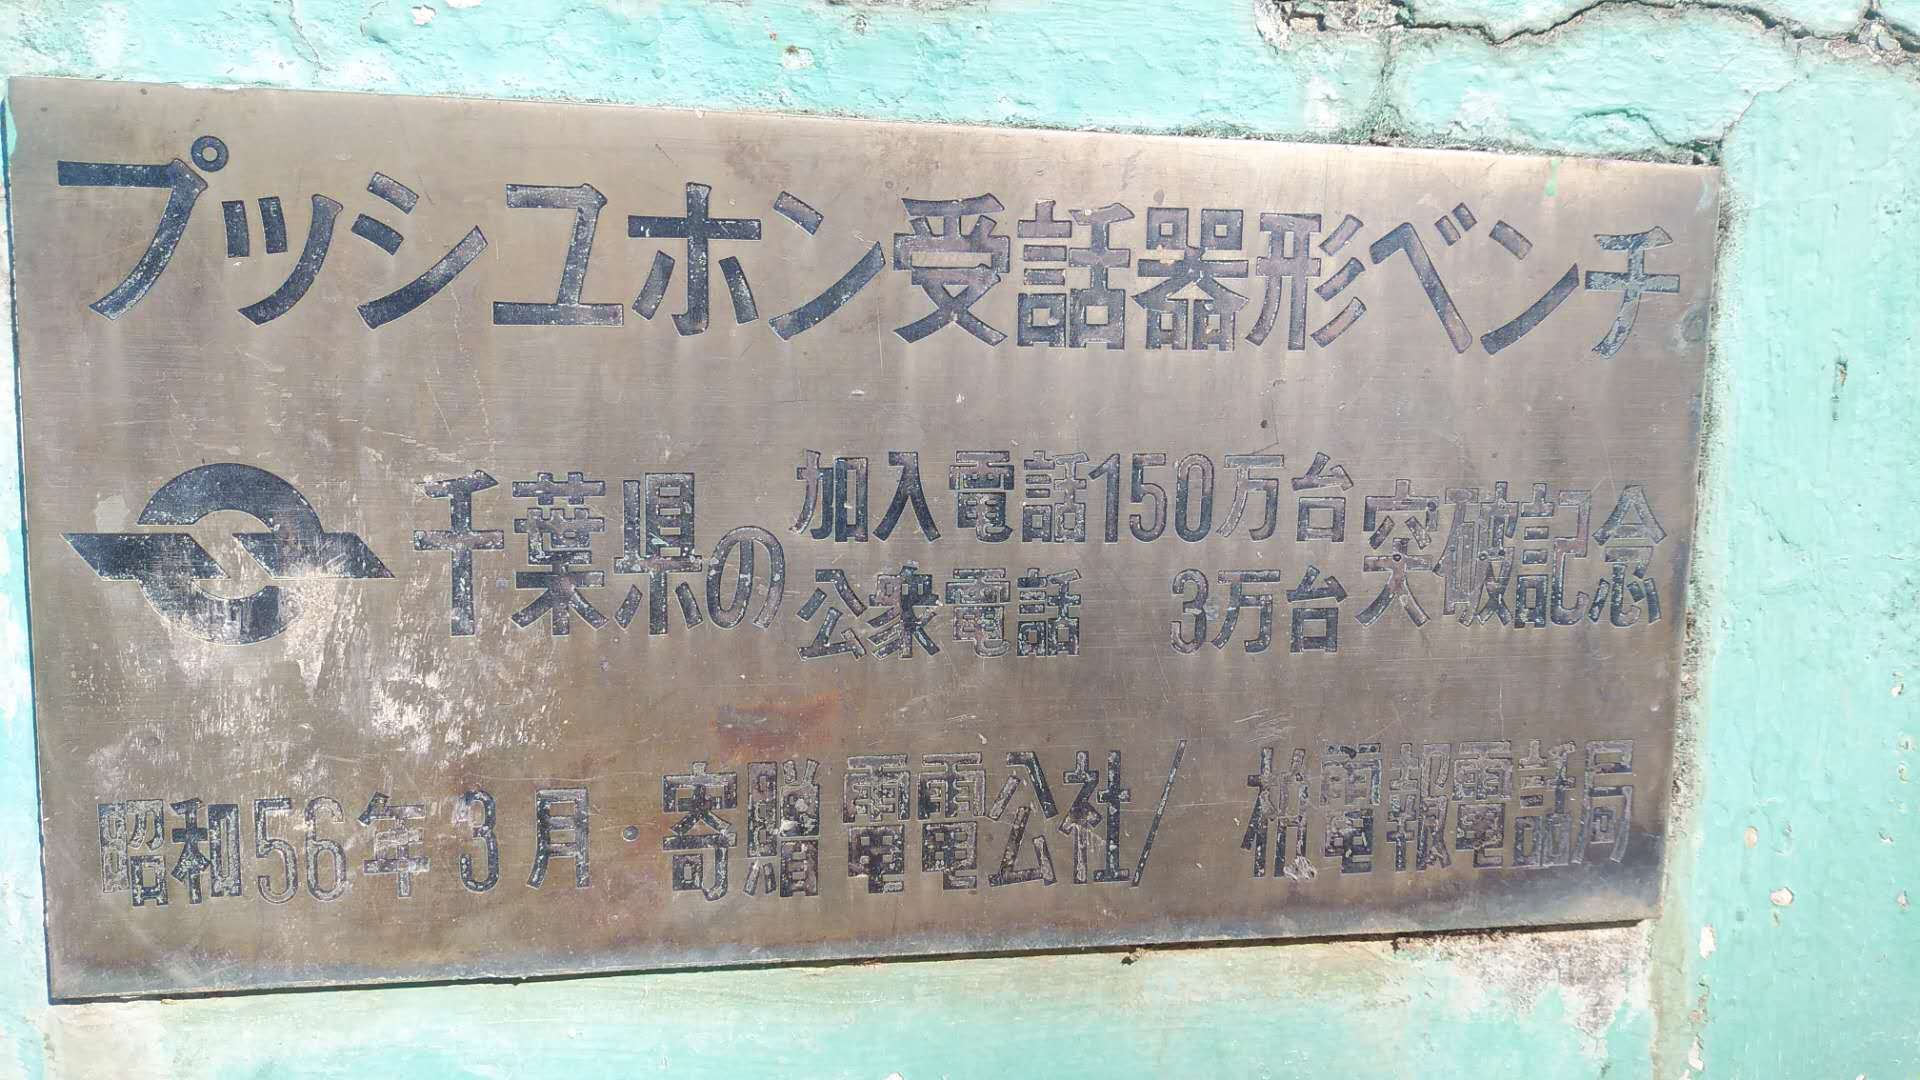 プッシュホン受話器形ベンチ
千葉県の加入電話150万台突破記念
公衆電話 3万台
昭和56年3月・寄贈 電電公社/柏電報電話局